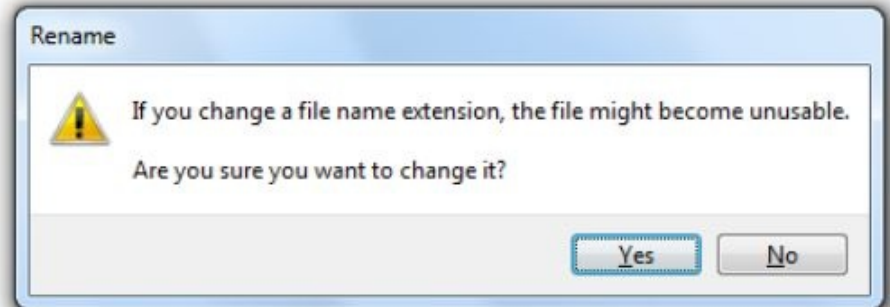 Rename
If you change a file name extension, the file might become unusable.
Are you sure you want to change it?
Yes
No